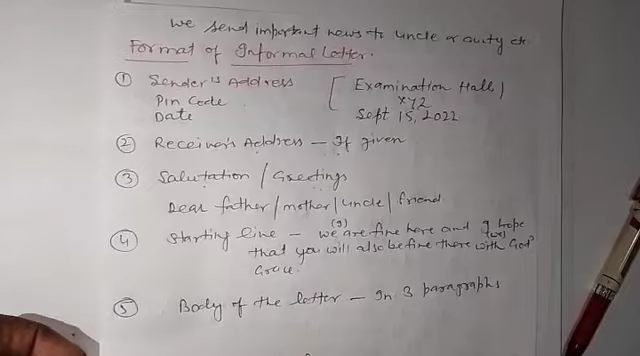 We send important news to uncle or aunty etc
Format of Informal Letter.
① Sender's Address [ Examination Hall,
Pin Code XYZ
Date Sept 15, 2022
② Receiver's Address - If given
③ Salutation / Greetings
Dear father/mother/uncle/friend
④ Starting line - we (I) are fine here and I (we) hope
that you will also be fine there with God
Grace.
⑤ Body of the letter - In 3 paragraphs